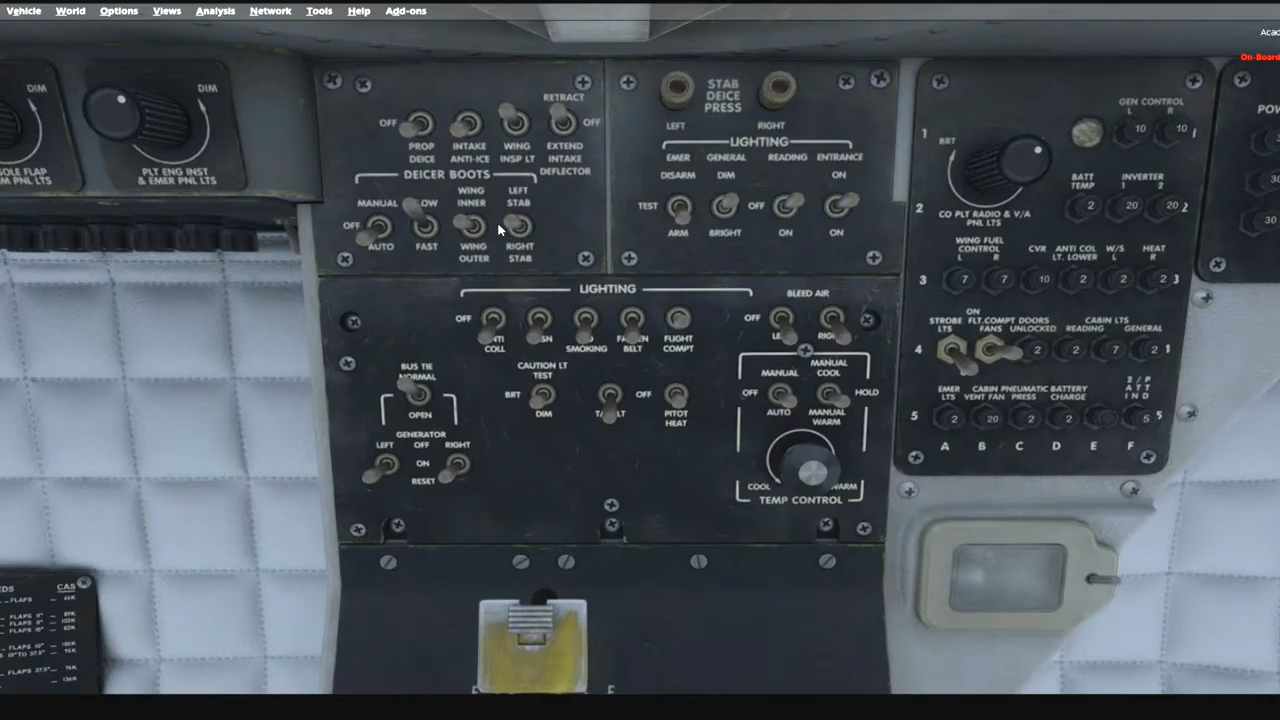 Vehicle World Options Views Analysis Network Tools Help Add-ons
On-Board
DIM
PNL LTS
DIM
PLT ENG INST
& EMER PNL LTS
RETRACT
OFF OFF
PROP DEICE
INTAKE ANTI-ICE
WING INSP LT
EXTEND INTAKE DEFLECTOR
DEICER BOOTS
MANUAL
OFF
AUTO
FAST
WING INNER
WING OUTER
LEFT STAB
RIGHT STAB
STAB DEICE PRESS
LEFT RIGHT
LIGHTING
EMER GENERAL READING ENTRANCE
DISARM DIM ON
TEST OFF
ARM BRIGHT ON ON
LIGHTING
OFF
COLL SMOKING BELT
FLIGHT COMPT
BLEED AIR
OFF
BUS TIE
NORMAL
OPEN
GENERATOR
LEFT OFF RIGHT
ON
RESET
CAUTION LT
TEST
BRT
DIM
OFF
PITOT HEAT
MANUAL
OFF
AUTO
MANUAL COOL
HOLD
MANUAL WARM
COOL
TEMP CONTROL
GEN CONTROL
L R
1 10 10 1
BRT
CO PLT RADIO & V/A
PNL LTS
BATT TEMP
INVERTER
1 2
2 2 20 20 2
WING FUEL CONTROL
L R
CVR
ANTI COL LT. LOWER
W/S HEAT
L R
3 7 7 10 2 2 2 3
STROBE LTS
ON
FLT.COMPT FANS
DOORS UNLOCKED
CABIN LTS
READING GENERAL
4 2 2 7 2
EMER LTS
CABIN VENT FAN
PNEUMATIC PRESS
BATTERY CHARGE
5 2 20 2 2 5 5
A B C D E F
30
30
CAS